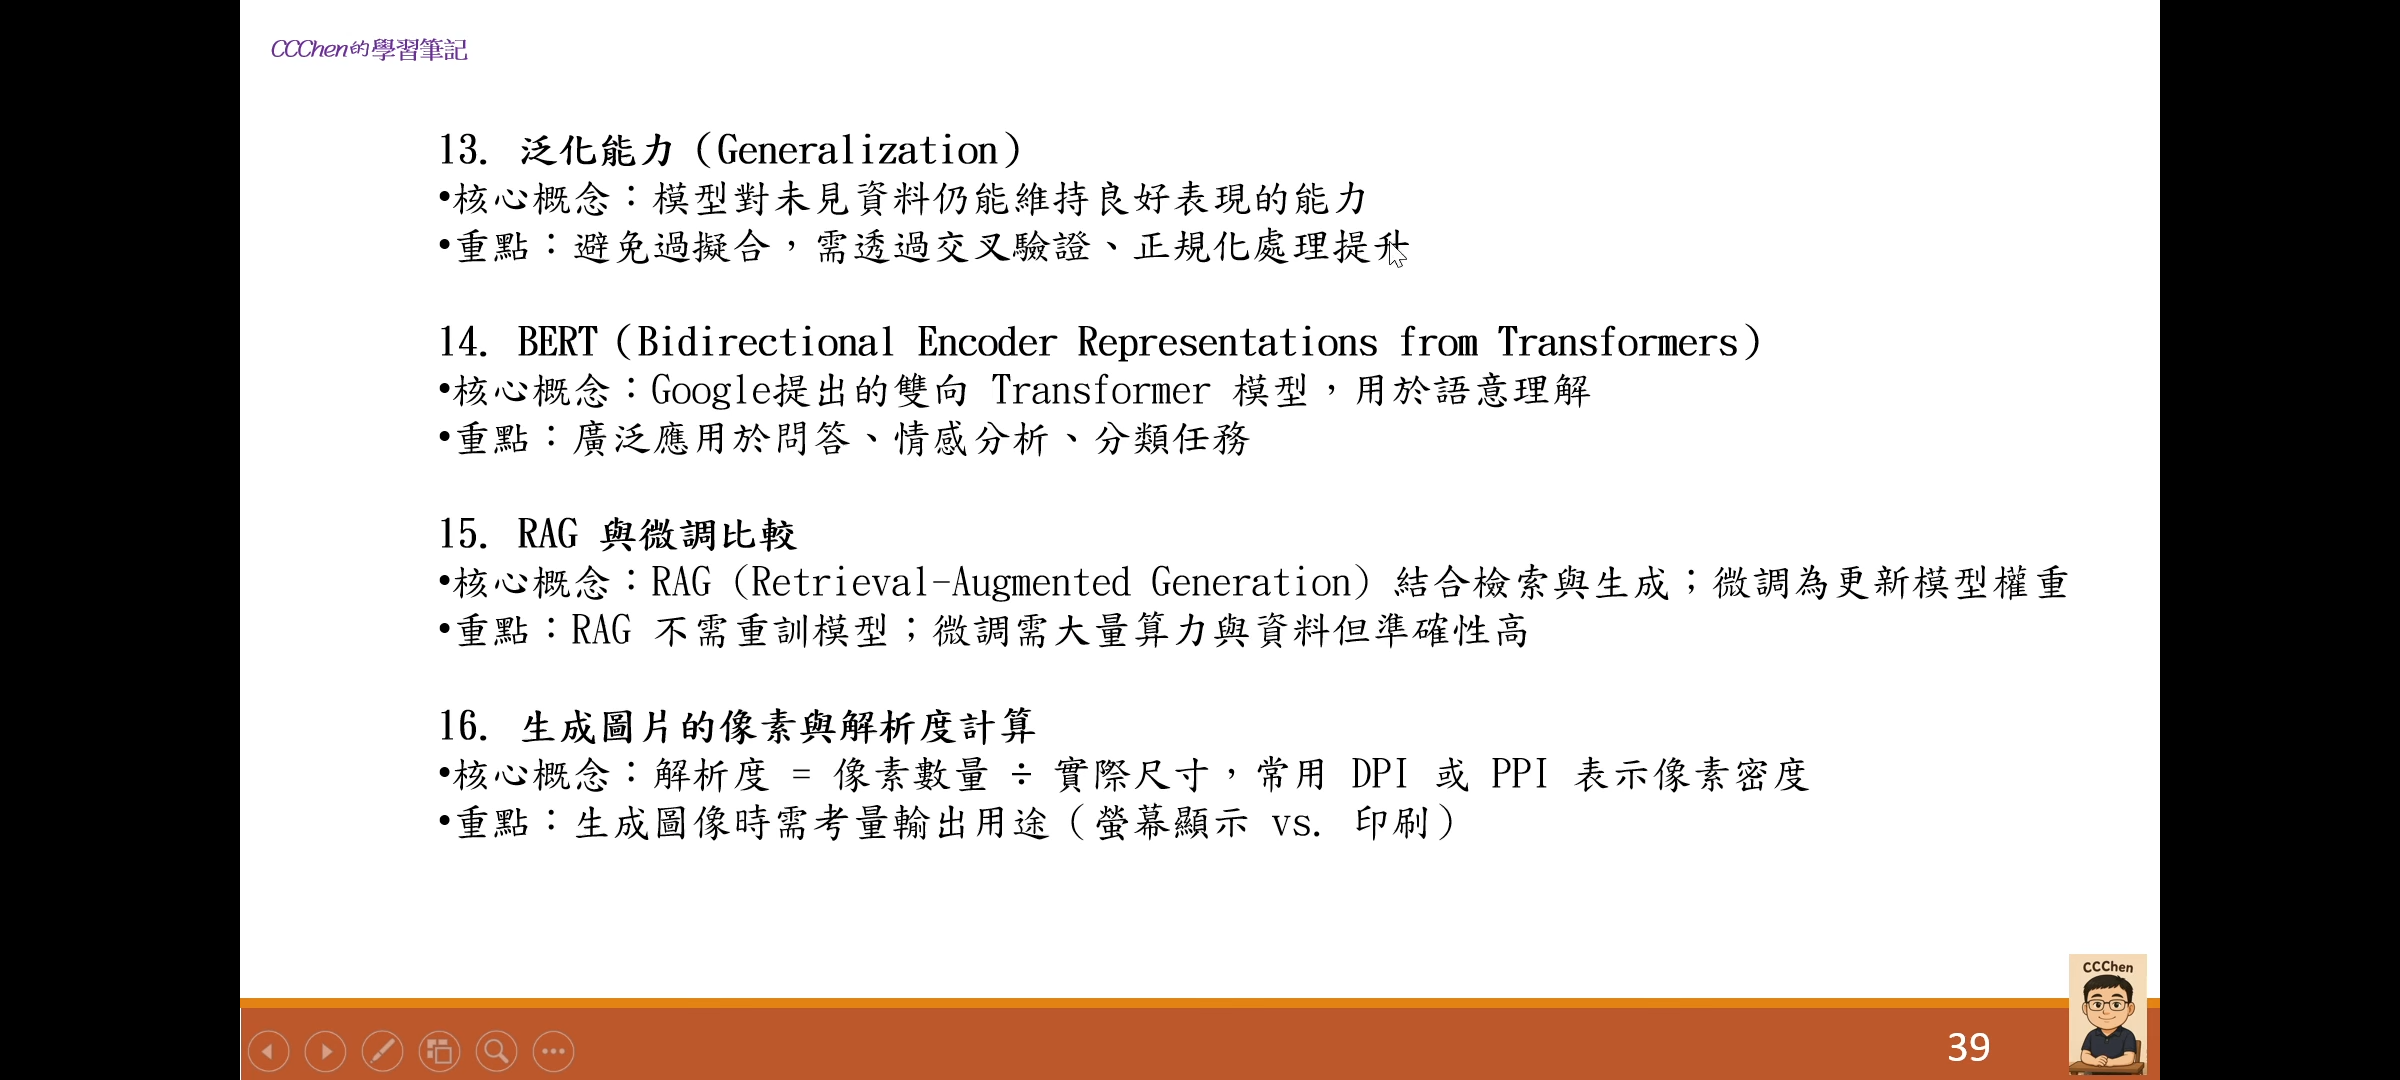 CCChen的學習筆記
13. 泛化能力（Generalization）
•核心概念：模型對未見資料仍能維持良好表現的能力
•重點：避免過擬合，需透過交叉驗證、正規化處理提升
14. BERT（Bidirectional Encoder Representations from Transformers）
•核心概念：Google提出的雙向 Transformer 模型，用於語意理解
•重點：廣泛應用於問答、情感分析、分類任務
15. RAG 與微調比較
•核心概念：RAG（Retrieval-Augmented Generation）結合檢索與生成；微調為更新模型權重
•重點：RAG 不需重訓模型；微調需大量算力與資料但準確性高
16. 生成圖片的像素與解析度計算
•核心概念：解析度 = 像素數量 ÷ 實際尺寸，常用 DPI 或 PPI 表示像素密度
•重點：生成圖像時需考量輸出用途（螢幕顯示 vs. 印刷）
CCChen
39